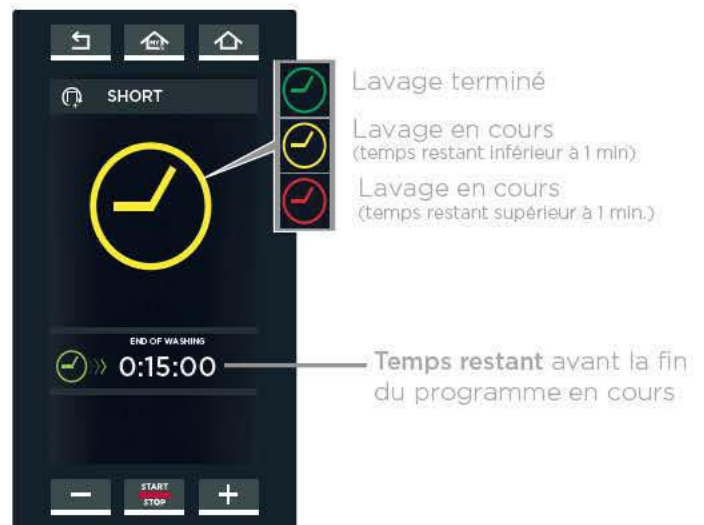 MY
SHORT
END OF WASHING
0:15:00
START
STOP
Lavage terminé
Lavage en cours
(temps restant inférieur à 1 min)
Lavage en cours
(temps restant supérieur à 1 min.)
Temps restant avant la fin
du programme en cours